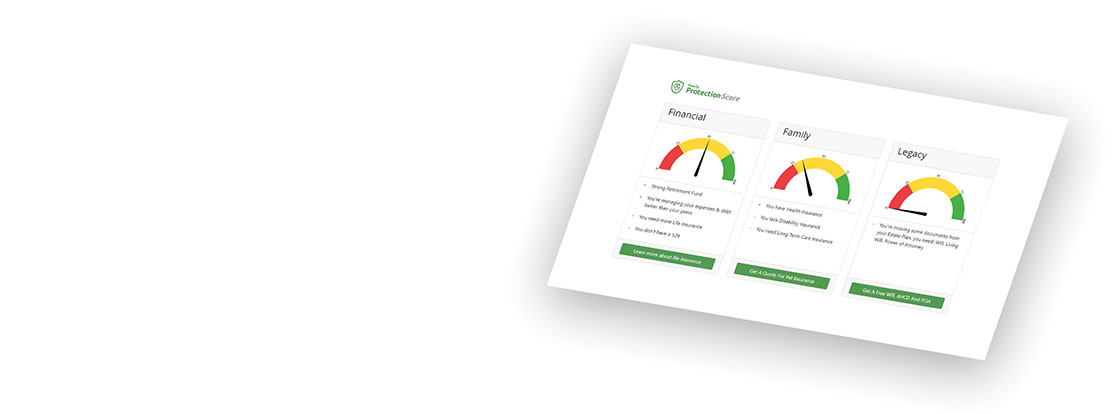 Family
ProtectionScore
Financial
Strong Retirement Fund
You're managing your expenses & debt
better than your peers
You need more Life Insurance
You don't have a 529
Learn more about life insurance
Family
You have Health Insurance
You lack Disability Insurance
You need Long Term Care Insurance
Get A Quote For Pet Insurance
Legacy
You're missing some documents from
your Estate Plan, you need: Will, Living
Will, Power of Attorney
Get A Free Will, AHCD And POA